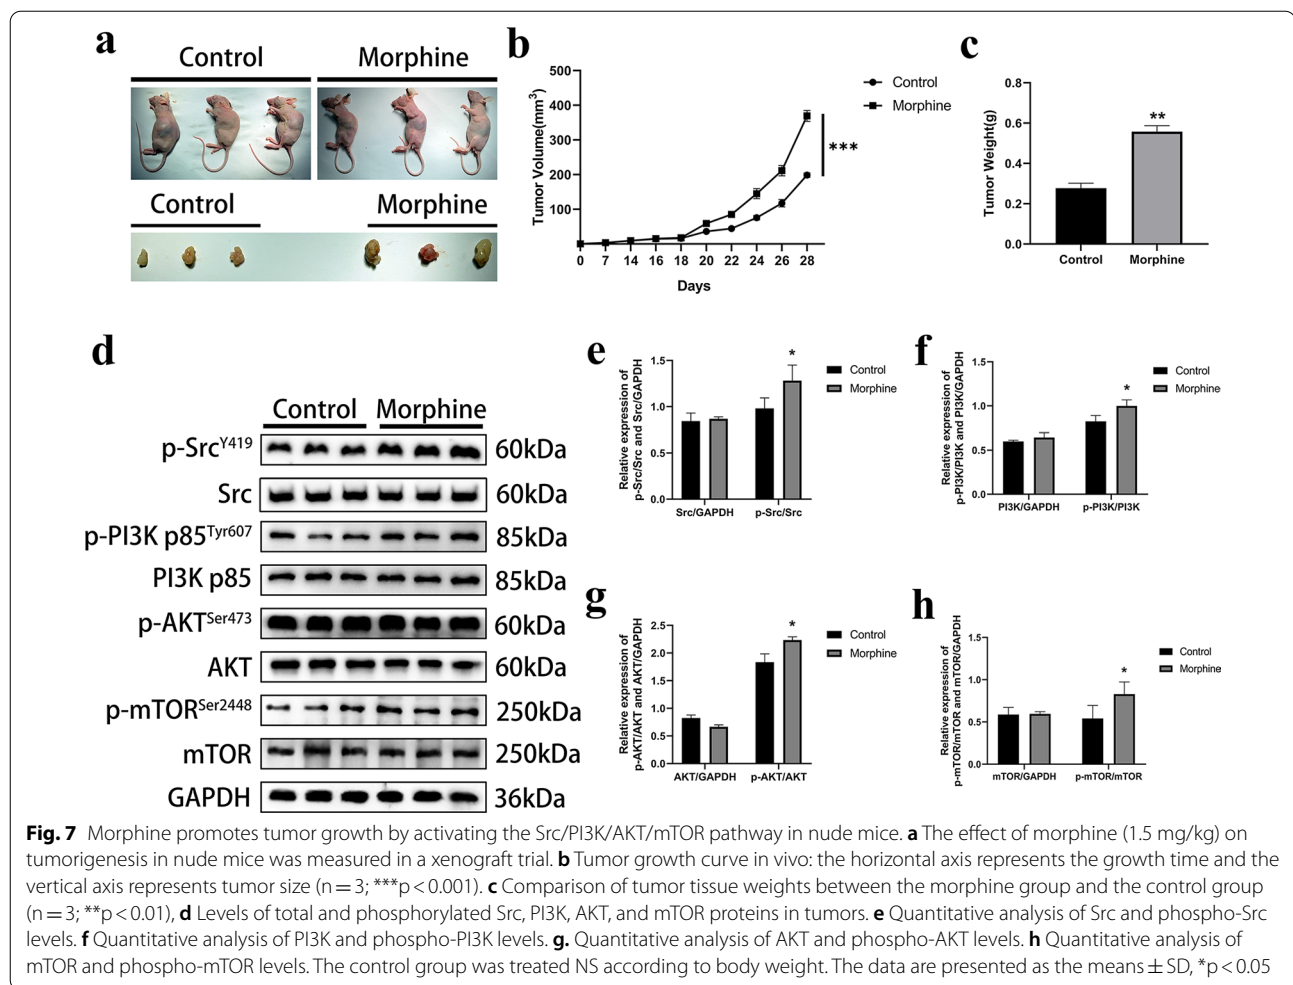 a
Control Morphine
Control Morphine
b
500
400
300
200
100
Tumor Volume(mm³)
0 7 14 16 18 20 22 24 26 28
Days
Control
Morphine
***
c
0.8
0.6
0.4
0.2
0.0
Tumor Weight(g)
**
Control Morphine
d
Control Morphine
p-Src^Y419 60kDa
Src 60kDa
p-PI3K p85^Tyr607 85kDa
PI3K p85 85kDa
p-AKT^Ser473 60kDa
AKT 60kDa
p-mTOR^Ser2448 250kDa
mTOR 250kDa
GAPDH 36kDa
e
Relative expression of
p-Src/Src and Src/GAPDH
1.5
1.0
0.5
0.0
*
Src/GAPDH p-Src/Src
Control
Morphine
f
Relative expression of
p-PI3K/PI3K and PI3K/GAPDH
1.5
1.0
0.5
0.0
*
PI3K/GAPDH p-PI3K/PI3K
Control
Morphine
g
Relative expression of
p-AKT/AKT and AKT/GAPDH
2.5
2.0
1.5
1.0
0.5
0.0
*
AKT/GAPDH p-AKT/AKT
Control
Morphine
h
Relative expression of
p-mTOR/mTOR and mTOR/GAPDH
1.5
1.0
0.5
0.0
*
mTOR/GAPDH p-mTOR/mTOR
Control
Morphine
Fig. 7 Morphine promotes tumor growth by activating the Src/PI3K/AKT/mTOR pathway in nude mice. a The effect of morphine (1.5 mg/kg) on
tumorigenesis in nude mice was measured in a xenograft trial. b Tumor growth curve in vivo: the horizontal axis represents the growth time and the
vertical axis represents tumor size (n = 3; ***p < 0.001). c Comparison of tumor tissue weights between the morphine group and the control group
(n = 3; **p < 0.01), d Levels of total and phosphorylated Src, PI3K, AKT, and mTOR proteins in tumors. e Quantitative analysis of Src and phospho-Src
levels. f Quantitative analysis of PI3K and phospho-PI3K levels. g. Quantitative analysis of AKT and phospho-AKT levels. h Quantitative analysis of
mTOR and phospho-mTOR levels. The control group was treated NS according to body weight. The data are presented as the means ± SD, *p < 0.05